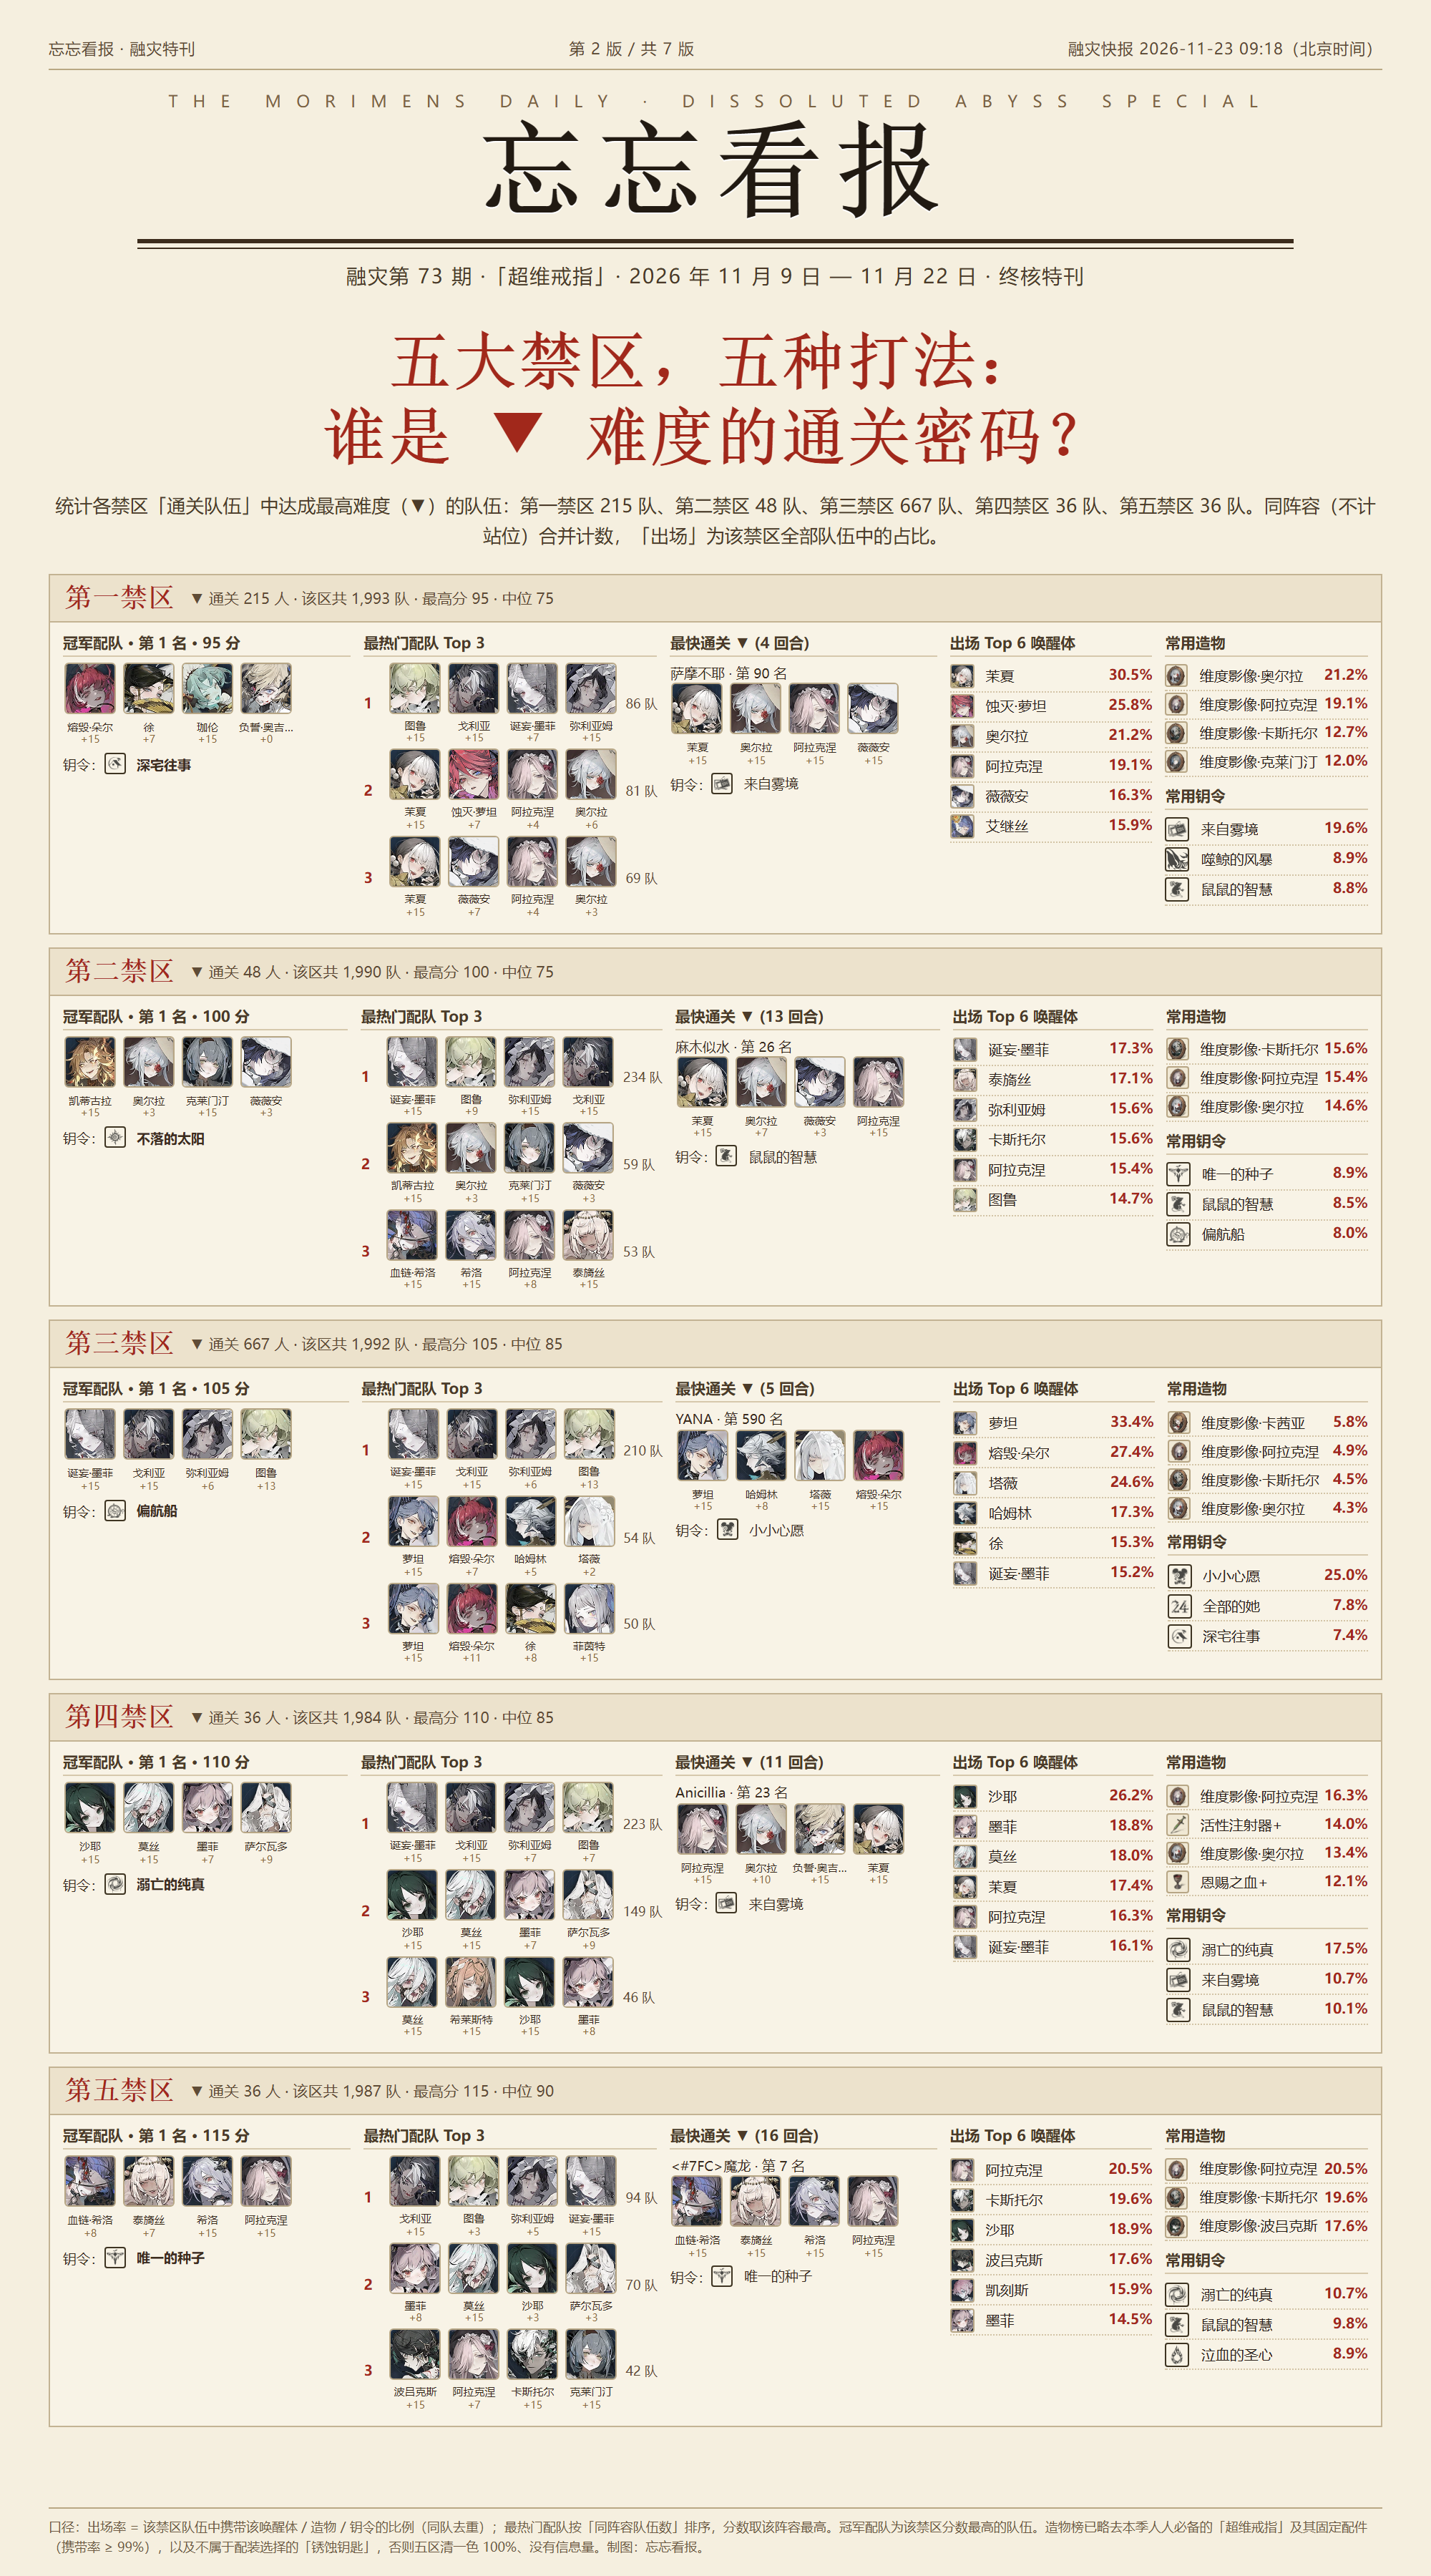 忘忘看报 · 融灾特刊
第 2 版 / 共 7 版
融灾快报 2026-11-23 09:18（北京时间）
THE MORIMENS DAILY · DISSOLUTED ABYSS SPECIAL
忘忘看报
融灾第 73 期 ·「超维戒指」· 2026 年 11 月 9 日 — 11 月 22 日 · 终核特刊
五大禁区，五种打法：
谁是 ▼ 难度的通关密码？
统计各禁区「通关队伍」中达成最高难度（▼）的队伍：第一禁区 215 队、第二禁区 48 队、第三禁区 667 队、第四禁区 36 队、第五禁区 36 队。同阵容（不计
站位）合并计数，「出场」为该禁区全部队伍中的占比。
第一禁区 ▼ 通关 215 人 · 该区共 1,993 队 · 最高分 95 · 中位 75
冠军配队 • 第 1 名 • 95 分
熔毁·朵尔 徐 珈伦 负誓·奥吉...
+15 +7 +15 +0
钥令： 深宅往事
最热门配队 Top 3
1 86 队
图鲁 戈利亚 诞妄·墨菲 弥利亚姆
+15 +15 +7 +15
2 81 队
茉夏 蚀灭·萝坦 阿拉克涅 奥尔拉
+15 +7 +4 +6
3 69 队
茉夏 薇薇安 阿拉克涅 奥尔拉
+15 +7 +4 +3
最快通关 ▼ (4 回合)
萨摩不耶 · 第 90 名
茉夏 奥尔拉 阿拉克涅 薇薇安
+15 +15 +15 +15
钥令： 来自雾境
出场 Top 6 唤醒体
茉夏 30.5%
蚀灭·萝坦 25.8%
奥尔拉 21.2%
阿拉克涅 19.1%
薇薇安 16.3%
艾继丝 15.9%
常用造物
维度影像·奥尔拉 21.2%
维度影像·阿拉克涅 19.1%
维度影像·卡斯托尔 12.7%
维度影像·克莱门汀 12.0%
常用钥令
来自雾境 19.6%
噬鲸的风暴 8.9%
鼠鼠的智慧 8.8%
第二禁区 ▼ 通关 48 人 · 该区共 1,990 队 · 最高分 100 · 中位 75
冠军配队 • 第 1 名 • 100 分
凯蒂古拉 奥尔拉 克莱门汀 薇薇安
+15 +3 +15 +3
钥令： 不落的太阳
最热门配队 Top 3
1 234 队
诞妄·墨菲 图鲁 弥利亚姆 戈利亚
+15 +9 +15 +15
2 59 队
凯蒂古拉 奥尔拉 克莱门汀 薇薇安
+15 +3 +15 +3
3 53 队
血链·希洛 希洛 阿拉克涅 泰旖丝
+15 +15 +8 +15
最快通关 ▼ (13 回合)
麻木似水 · 第 26 名
茉夏 奥尔拉 薇薇安 阿拉克涅
+15 +7 +3 +15
钥令： 鼠鼠的智慧
出场 Top 6 唤醒体
诞妄·墨菲 17.3%
泰旖丝 17.1%
弥利亚姆 15.6%
卡斯托尔 15.6%
阿拉克涅 15.4%
图鲁 14.7%
常用造物
维度影像·卡斯托尔 15.6%
维度影像·阿拉克涅 15.4%
维度影像·奥尔拉 14.6%
常用钥令
唯一的种子 8.9%
鼠鼠的智慧 8.5%
偏航船 8.0%
第三禁区 ▼ 通关 667 人 · 该区共 1,992 队 · 最高分 105 · 中位 85
冠军配队 • 第 1 名 • 105 分
诞妄·墨菲 戈利亚 弥利亚姆 图鲁
+15 +15 +6 +13
钥令： 偏航船
最热门配队 Top 3
1 210 队
诞妄·墨菲 戈利亚 弥利亚姆 图鲁
+15 +15 +6 +13
2 54 队
萝坦 熔毁·朵尔 哈姆林 塔薇
+15 +7 +5 +2
3 50 队
萝坦 熔毁·朵尔 徐 菲茵特
+15 +11 +8 +15
最快通关 ▼ (5 回合)
YANA · 第 590 名
萝坦 哈姆林 塔薇 熔毁·朵尔
+15 +8 +15 +15
钥令： 小小心愿
出场 Top 6 唤醒体
萝坦 33.4%
熔毁·朵尔 27.4%
塔薇 24.6%
哈姆林 17.3%
徐 15.3%
诞妄·墨菲 15.2%
常用造物
维度影像·卡茜亚 5.8%
维度影像·阿拉克涅 4.9%
维度影像·卡斯托尔 4.5%
维度影像·奥尔拉 4.3%
常用钥令
小小心愿 25.0%
24 全部的她 7.8%
深宅往事 7.4%
第四禁区 ▼ 通关 36 人 · 该区共 1,984 队 · 最高分 110 · 中位 85
冠军配队 • 第 1 名 • 110 分
沙耶 莫丝 墨菲 萨尔瓦多
+15 +15 +7 +9
钥令： 溺亡的纯真
最热门配队 Top 3
1 223 队
诞妄·墨菲 戈利亚 弥利亚姆 图鲁
+15 +15 +7 +7
2 149 队
沙耶 莫丝 墨菲 萨尔瓦多
+15 +15 +7 +9
3 46 队
莫丝 希莱斯特 沙耶 墨菲
+15 +15 +15 +8
最快通关 ▼ (11 回合)
Anicillia · 第 23 名
阿拉克涅 奥尔拉 负誓·奥吉... 茉夏
+15 +10 +15 +15
钥令： 来自雾境
出场 Top 6 唤醒体
沙耶 26.2%
墨菲 18.8%
莫丝 18.0%
茉夏 17.4%
阿拉克涅 16.3%
诞妄·墨菲 16.1%
常用造物
维度影像·阿拉克涅 16.3%
活性注射器+ 14.0%
维度影像·奥尔拉 13.4%
恩赐之血+ 12.1%
常用钥令
溺亡的纯真 17.5%
来自雾境 10.7%
鼠鼠的智慧 10.1%
第五禁区 ▼ 通关 36 人 · 该区共 1,987 队 · 最高分 115 · 中位 90
冠军配队 • 第 1 名 • 115 分
血链·希洛 泰旖丝 希洛 阿拉克涅
+8 +7 +15 +15
钥令： 唯一的种子
最热门配队 Top 3
1 94 队
戈利亚 图鲁 弥利亚姆 诞妄·墨菲
+15 +3 +5 +15
2 70 队
墨菲 莫丝 沙耶 萨尔瓦多
+8 +15 +3 +3
3 42 队
波吕克斯 阿拉克涅 卡斯托尔 克莱门汀
+15 +7 +15 +15
最快通关 ▼ (16 回合)
<#7FC>魔龙 · 第 7 名
血链·希洛 泰旖丝 希洛 阿拉克涅
+15 +15 +15 +15
钥令： 唯一的种子
出场 Top 6 唤醒体
阿拉克涅 20.5%
卡斯托尔 19.6%
沙耶 18.9%
波吕克斯 17.6%
凯刻斯 15.9%
墨菲 14.5%
常用造物
维度影像·阿拉克涅 20.5%
维度影像·卡斯托尔 19.6%
维度影像·波吕克斯 17.6%
常用钥令
溺亡的纯真 10.7%
鼠鼠的智慧 9.8%
泣血的圣心 8.9%
口径：出场率 = 该禁区队伍中携带该唤醒体 / 造物 / 钥令的比例（同队去重）；最热门配队按「同阵容队伍数」排序，分数取该阵容最高。冠军配队为该禁区分数最高的队伍。造物榜已略去本季人人必备的「超维戒指」及其固定配件
（携带率 ≥ 99%），以及不属于配装选择的「锈蚀钥匙」，否则五区清一色 100%、没有信息量。制图：忘忘看报。